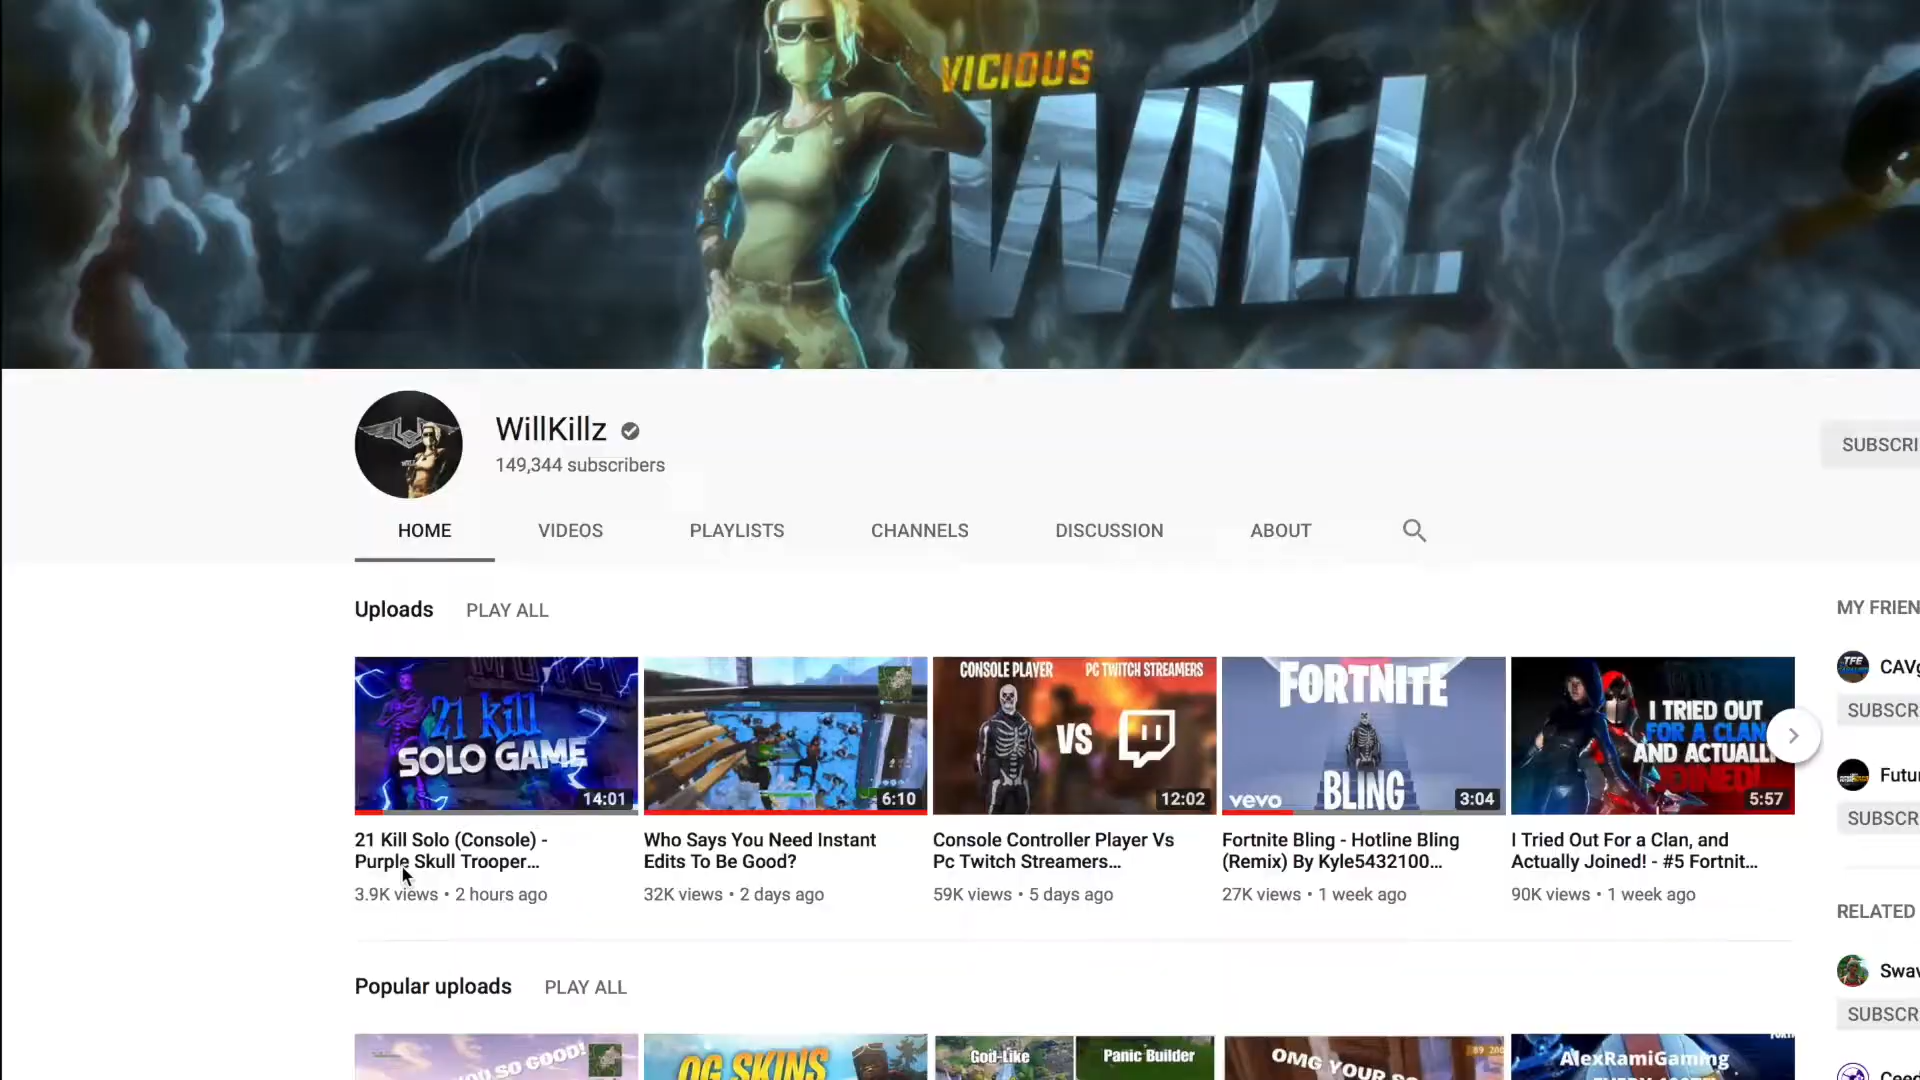 VICIOUS
WILL
WillKillz
149,344 subscribers
SUBSCRI
HOME
VIDEOS
PLAYLISTS
CHANNELS
DISCUSSION
ABOUT
Uploads
PLAY ALL
MY FRIEN
21 kill
SOLO GAME
14:01
6:10
CONSOLE PLAYER
PC TWITCH STREAMERS
VS
12:02
FORTNITE
BLING
vevo
3:04
I TRIED OUT
FOR A CLAN
AND ACTUALLY
JOINED!
5:57
CAVg
SUBSCR
Futur
SUBSCR
21 Kill Solo (Console) -
Purple Skull Trooper...
3.9K views • 2 hours ago
Who Says You Need Instant
Edits To Be Good?
32K views • 2 days ago
Console Controller Player Vs
Pc Twitch Streamers...
59K views • 5 days ago
Fortnite Bling - Hotline Bling
(Remix) By Kyle5432100...
27K views • 1 week ago
I Tried Out For a Clan, and
Actually Joined! - #5 Fortnit...
90K views • 1 week ago
RELATED
Popular uploads
PLAY ALL
Swav
SUBSCR
YOU SO GOOD!
OG SKINS
God-Like
Panic Builder
OMG YOUR SO
AlexRamiGaming